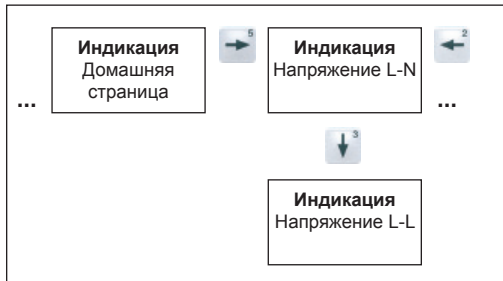 Индикация
Домашняя
страница
5
Индикация
Напряжение L-N
2
...
...
3
Индикация
Напряжение L-L